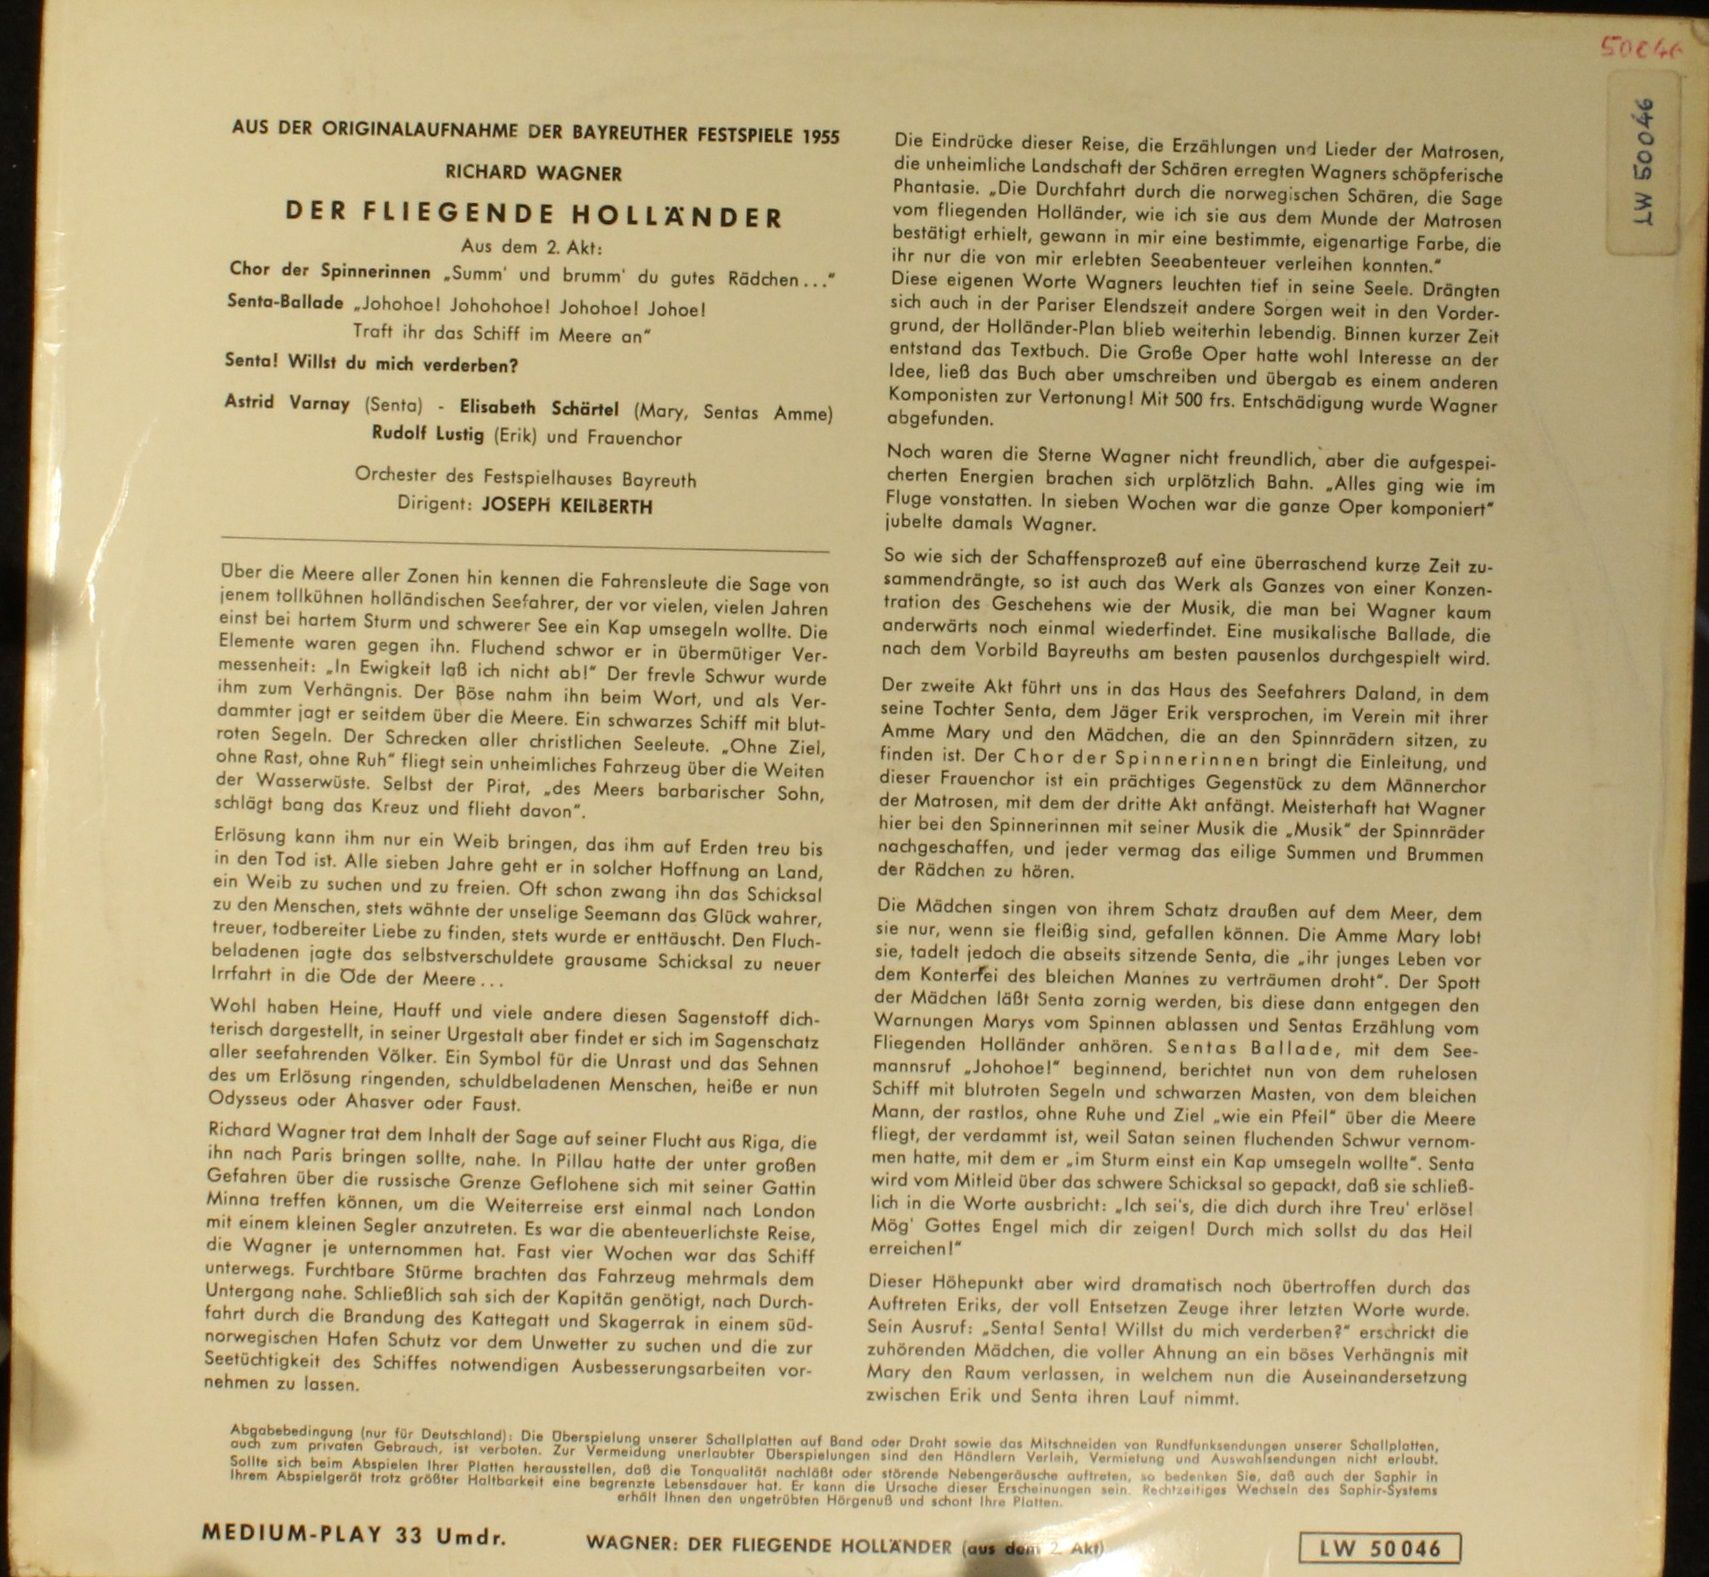 50646
LW 50046
AUS DER ORIGINALAUFNAHME DER BAYREUTHER FESTSPIELE 1955
RICHARD WAGNER
DER FLIEGENDE HOLLÄNDER
Aus dem 2. Akt:
Chor der Spinnerinnen „Summ' und brumm' du gutes Rädchen..."
Senta-Ballade „Johohoe! Johohohoe! Johohoe! Johoe!
Traft ihr das Schiff im Meere an"
Senta! Willst du mich verderben?
Astrid Varnay (Senta) - Elisabeth Schärtel (Mary, Sentas Amme)
Rudolf Lustig (Erik) und Frauenchor
Orchester des Festspielhauses Bayreuth
Dirigent: JOSEPH KEILBERTH
Über die Meere aller Zonen hin kennen die Fahrensleute die Sage von
jenem tollkühnen holländischen Seefahrer, der vor vielen, vielen Jahren
einst bei hartem Sturm und schwerer See ein Kap umsegeln wollte. Die
Elemente waren gegen ihn. Fluchend schwor er in übermütiger Ver-
messenheit: „In Ewigkeit laß ich nicht ab!" Der frevle Schwur wurde
ihm zum Verhängnis. Der Böse nahm ihn beim Wort, und als Ver-
dammter jagt er seitdem über die Meere. Ein schwarzes Schiff mit blut-
roten Segeln. Der Schrecken aller christlichen Seeleute. „Ohne Ziel,
ohne Rast, ohne Ruh" fliegt sein unheimliches Fahrzeug über die Weiten
der Wasserwüste. Selbst der Pirat, „des Meers barbarischer Sohn,
schlägt bang das Kreuz und flieht davon".
Erlösung kann ihm nur ein Weib bringen, das ihm auf Erden treu bis
in den Tod ist. Alle sieben Jahre geht er in solcher Hoffnung an Land,
ein Weib zu suchen und zu freien. Oft schon zwang ihn das Schicksal
zu den Menschen, stets wähnte der unselige Seemann das Glück wahrer,
treuer, todbereiter Liebe zu finden, stets wurde er enttäuscht. Den Fluch-
beladenen jagte das selbstverschuldete grausame Schicksal zu neuer
Irrfahrt in die Öde der Meere...
Wohl haben Heine, Hauff und viele andere diesen Sagenstoff dich-
terisch dargestellt, in seiner Urgestalt aber findet er sich im Sagenschatz
aller seefahrenden Völker. Ein Symbol für die Unrast und das Sehnen
des um Erlösung ringenden, schuldbeladenen Menschen, heiße er nun
Odysseus oder Ahasver oder Faust.
Richard Wagner trat dem Inhalt der Sage auf seiner Flucht aus Riga, die
ihn nach Paris bringen sollte, nahe. In Pillau hatte der unter großen
Gefahren über die russische Grenze Geflohene sich mit seiner Gattin
Minna treffen können, um die Weiterreise erst einmal nach London
mit einem kleinen Segler anzutreten. Es war die abenteuerlichste Reise,
die Wagner je unternommen hat. Fast vier Wochen war das Schiff
unterwegs. Furchtbare Stürme brachten das Fahrzeug mehrmals dem
Untergang nahe. Schließlich sah sich der Kapitän genötigt, nach Durch-
fahrt durch die Brandung des Kattegatt und Skagerrak in einem süd-
norwegischen Hafen Schutz vor dem Unwetter zu suchen und die zur
Seetüchtigkeit des Schiffes notwendigen Ausbesserungsarbeiten vor-
nehmen zu lassen.
Die Eindrücke dieser Reise, die Erzählungen und Lieder der Matrosen,
die unheimliche Landschaft der Schären erregten Wagners schöpferische
Phantasie. „Die Durchfahrt durch die norwegischen Schären, die Sage
vom fliegenden Holländer, wie ich sie aus dem Munde der Matrosen
bestätigt erhielt, gewann in mir eine bestimmte, eigenartige Farbe, die
ihr nur die von mir erlebten Seeabenteuer verleihen konnten."
Diese eigenen Worte Wagners leuchten tief in seine Seele. Drängten
sich auch in der Pariser Elendszeit andere Sorgen weit in den Vorder-
grund, der Holländer-Plan blieb weiterhin lebendig. Binnen kurzer Zeit
entstand das Textbuch. Die Große Oper hatte wohl Interesse an der
Idee, ließ das Buch aber umschreiben und übergab es einem anderen
Komponisten zur Vertonung! Mit 500 frs. Entschädigung wurde Wagner
abgefunden.
Noch waren die Sterne Wagner nicht freundlich, aber die aufgespei-
cherten Energien brachen sich urplötzlich Bahn. „Alles ging wie im
Fluge vonstatten. In sieben Wochen war die ganze Oper komponiert"
jubelte damals Wagner.
So wie sich der Schaffensprozeß auf eine überraschend kurze Zeit zu-
sammendrängte, so ist auch das Werk als Ganzes von einer Konzen-
tration des Geschehens wie der Musik, die man bei Wagner kaum
anderwärts noch einmal wiederfindet. Eine musikalische Ballade, die
nach dem Vorbild Bayreuths am besten pausenlos durchgespielt wird.
Der zweite Akt führt uns in das Haus des Seefahrers Daland, in dem
seine Tochter Senta, dem Jäger Erik versprochen, im Verein mit ihrer
Amme Mary und den Mädchen, die an den Spinnrädern sitzen, zu
finden ist. Der Chor der Spinnerinnen bringt die Einleitung, und
dieser Frauenchor ist ein prächtiges Gegenstück zu dem Männerchor
der Matrosen, mit dem der dritte Akt anfängt. Meisterhaft hat Wagner
hier bei den Spinnerinnen mit seiner Musik die „Musik" der Spinnräder
nachgeschaffen, und jeder vermag das eilige Summen und Brummen
der Rädchen zu hören.
Die Mädchen singen von ihrem Schatz draußen auf dem Meer, dem
sie nur, wenn sie fleißig sind, gefallen können. Die Amme Mary lobt
sie, tadelt jedoch die abseits sitzende Senta, die „ihr junges Leben vor
dem Konterfei des bleichen Mannes zu verträumen droht". Der Spott
der Mädchen läßt Senta zornig werden, bis diese dann entgegen den
Warnungen Marys vom Spinnen ablassen und Sentas Erzählung vom
Fliegenden Holländer anhören. Sentas Ballade, mit dem See-
mannsruf „Johohoe!" beginnend, berichtet nun von dem ruhelosen
Schiff mit blutroten Segeln und schwarzen Masten, von dem bleichen
Mann, der rastlos, ohne Ruhe und Ziel „wie ein Pfeil" über die Meere
fliegt, der verdammt ist, weil Satan seinen fluchenden Schwur vernom-
men hatte, mit dem er „im Sturm einst ein Kap umsegeln wollte". Senta
wird vom Mitleid über das schwere Schicksal so gepackt, daß sie schließ-
lich in die Worte ausbricht: „Ich sei's, die dich durch ihre Treu' erlöse!
Mög' Gottes Engel mich dir zeigen! Durch mich sollst du das Heil
erreichen!"
Dieser Höhepunkt aber wird dramatisch noch übertroffen durch das
Auftreten Eriks, der voll Entsetzen Zeuge ihrer letzten Worte wurde.
Sein Ausruf: „Senta! Senta! Willst du mich verderben?" erschrickt die
zuhörenden Mädchen, die voller Ahnung an ein böses Verhängnis mit
Mary den Raum verlassen, in welchem nun die Auseinandersetzung
zwischen Erik und Senta ihren Lauf nimmt.
Abgabebedingung (nur für Deutschland): Die Überspielung unserer Schallplatten auf Band oder Draht sowie das Mitschneiden von Rundfunksendungen unserer Schallplatten,
auch zum privaten Gebrauch, ist verboten. Zur Vermeidung unerlaubter Überspielungen sind den Händlern Verleih, Vermietung und Auswahlsendungen nicht erlaubt.
Sollte sich beim Abspielen Ihrer Platten herausstellen, daß die Tonqualität nachläßt oder störende Nebengeräusche auftreten, so bedenken Sie, daß auch der Saphir in
Ihrem Abspielgerät trotz größter Haltbarkeit eine begrenzte Lebensdauer hat. Er kann die Ursache dieser Erscheinungen sein. Rechtzeitiges Wechseln des Saphir-Systems
erhält Ihnen den ungetrübten Hörgenuß und schont Ihre Platten.
MEDIUM-PLAY 33 Umdr.
WAGNER: DER FLIEGENDE HOLLÄNDER (aus dem 2. Akt)
LW 50046